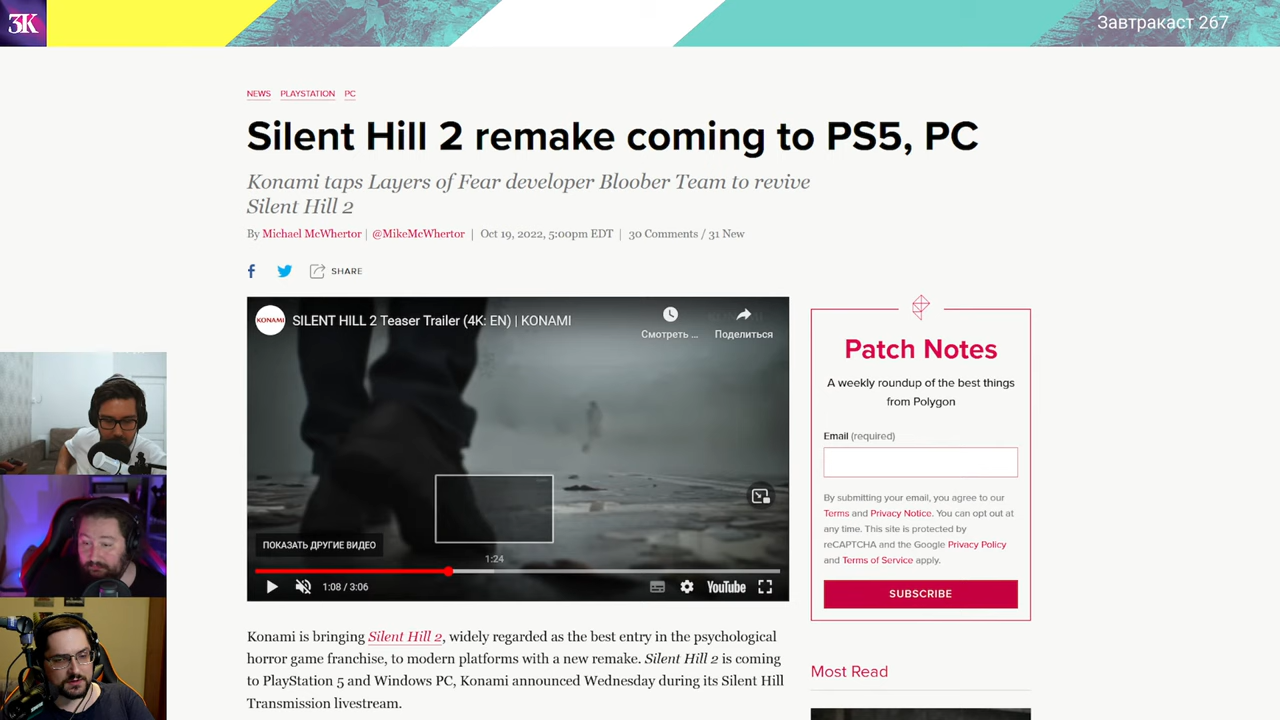 3K
Завтракаст 267
NEWS PLAYSTATION PC
Silent Hill 2 remake coming to PS5, PC
Konami taps Layers of Fear developer Bloober Team to revive
Silent Hill 2
By Michael McWhertor | @MikeMcWhertor | Oct 19, 2022, 5:00pm EDT | 30 Comments / 31 New
SHARE
KONAMI
SILENT HILL 2 Teaser Trailer (4K: EN) | KONAMI
Смотреть ...
Поделиться
ПОКАЗАТЬ ДРУГИЕ ВИДЕО
1:24
1:08 / 3:06
YouTube
Konami is bringing Silent Hill 2, widely regarded as the best entry in the psychological
horror game franchise, to modern platforms with a new remake. Silent Hill 2 is coming
to PlayStation 5 and Windows PC, Konami announced Wednesday during its Silent Hill
Transmission livestream.
Patch Notes
A weekly roundup of the best things
from Polygon
Email (required)
By submitting your email, you agree to our
Terms and Privacy Notice. You can opt out at
any time. This site is protected by
reCAPTCHA and the Google Privacy Policy
and Terms of Service apply.
SUBSCRIBE
Most Read